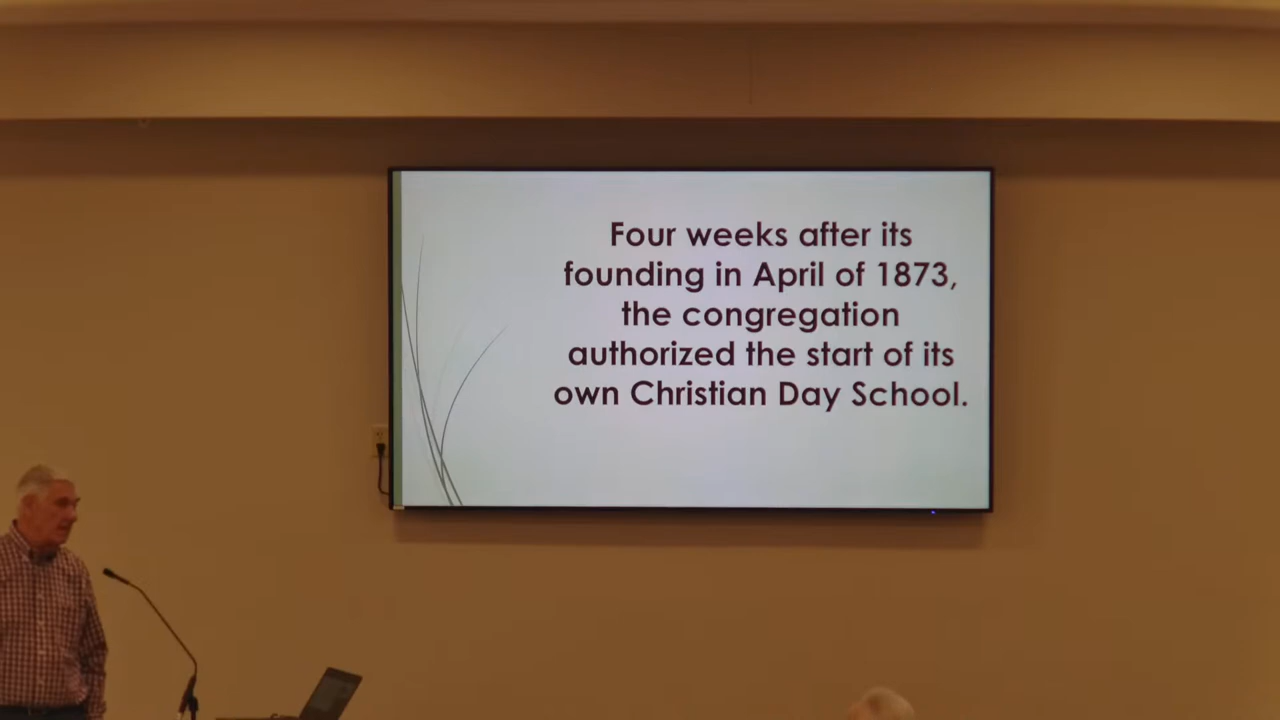 Four weeks after its
founding in April of 1873,
the congregation
authorized the start of its
own Christian Day School.